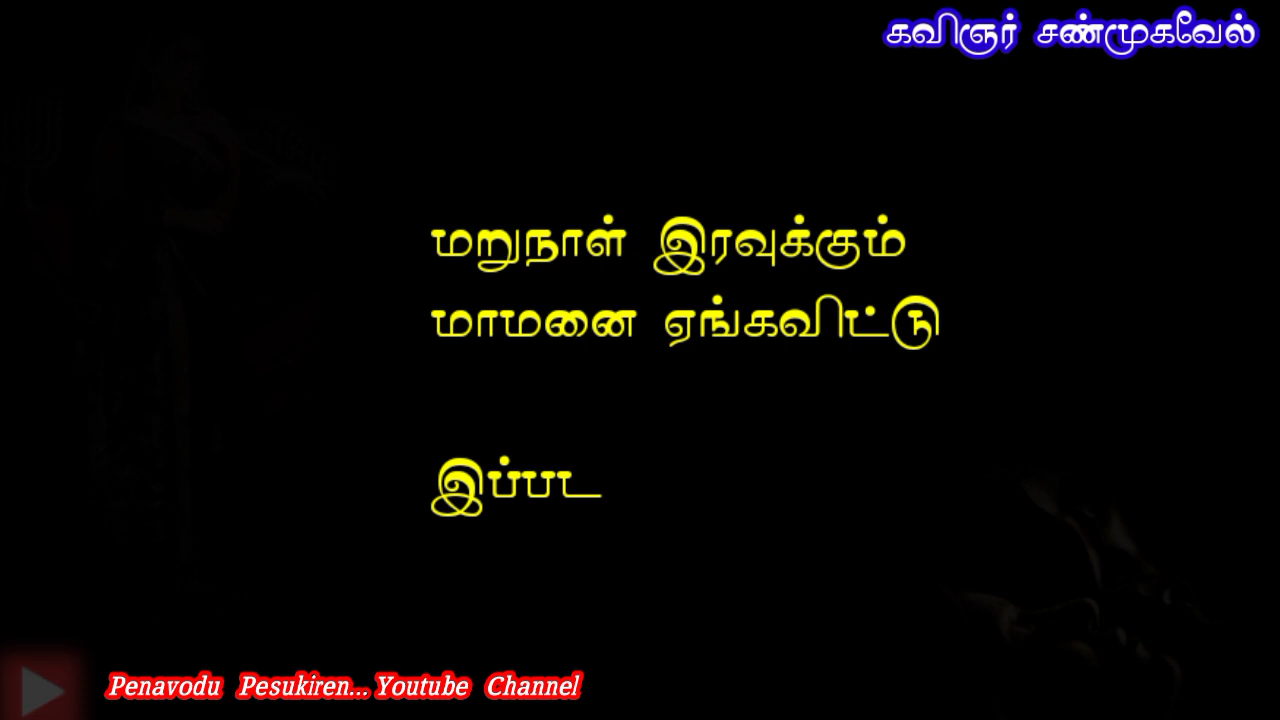 கவிஞர் சண்முகவேல்
மறுநாள் இரவுக்கும்
மாமனை ஏங்கவிட்டு
இப்பட
Penavodu Pesukiren... Youtube Channel